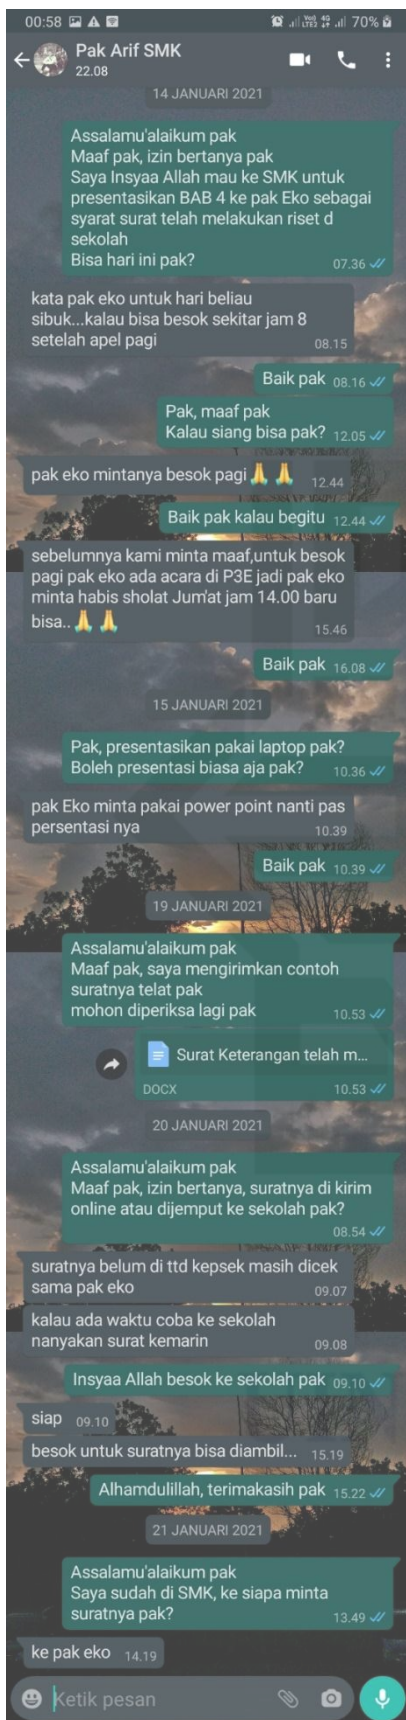 00:58 70%
Pak Arif SMK
22.08
14 JANUARI 2021
Assalamu'alaikum pak
Maaf pak, izin bertanya pak
Saya Insyaa Allah mau ke SMK untuk
presentasikan BAB 4 ke pak Eko sebagai
syarat surat telah melakukan riset d
sekolah
Bisa hari ini pak? 07.36
kata pak eko untuk hari beliau
sibuk...kalau bisa besok sekitar jam 8
setelah apel pagi 08.15
Baik pak 08.16
Pak, maaf pak
Kalau siang bisa pak? 12.05
pak eko mintanya besok pagi🙏🙏 12.44
Baik pak kalau begitu 12.44
sebelumnya kami minta maaf,untuk besok
pagi pak eko ada acara di P3E jadi pak eko
minta habis sholat Jum'at jam 14.00 baru
bisa..🙏🙏 15.46
Baik pak 16.08
15 JANUARI 2021
Pak, presentasikan pakai laptop pak?
Boleh presentasi biasa aja pak? 10.36
pak Eko minta pakai power point nanti pas
persentasi nya 10.39
Baik pak 10.39
19 JANUARI 2021
Assalamu'alaikum pak
Maaf pak, saya mengirimkan contoh
suratnya telat pak
mohon diperiksa lagi pak 10.53
Surat Keterangan telah m...
DOCX 10.53
20 JANUARI 2021
Assalamu'alaikum pak
Maaf pak, izin bertanya, suratnya di kirim
online atau dijemput ke sekolah pak?
08.54
suratnya belum di ttd kepsek masih dicek
sama pak eko 09.07
kalau ada waktu coba ke sekolah
nanyakan surat kemarin 09.08
Insyaa Allah besok ke sekolah pak 09.10
siap 09.10
besok untuk suratnya bisa diambil... 15.19
Alhamdulillah, terimakasih pak 15.22
21 JANUARI 2021
Assalamu'alaikum pak
Saya sudah di SMK, ke siapa minta
suratnya pak? 13.49
ke pak eko 14.19
Ketik pesan